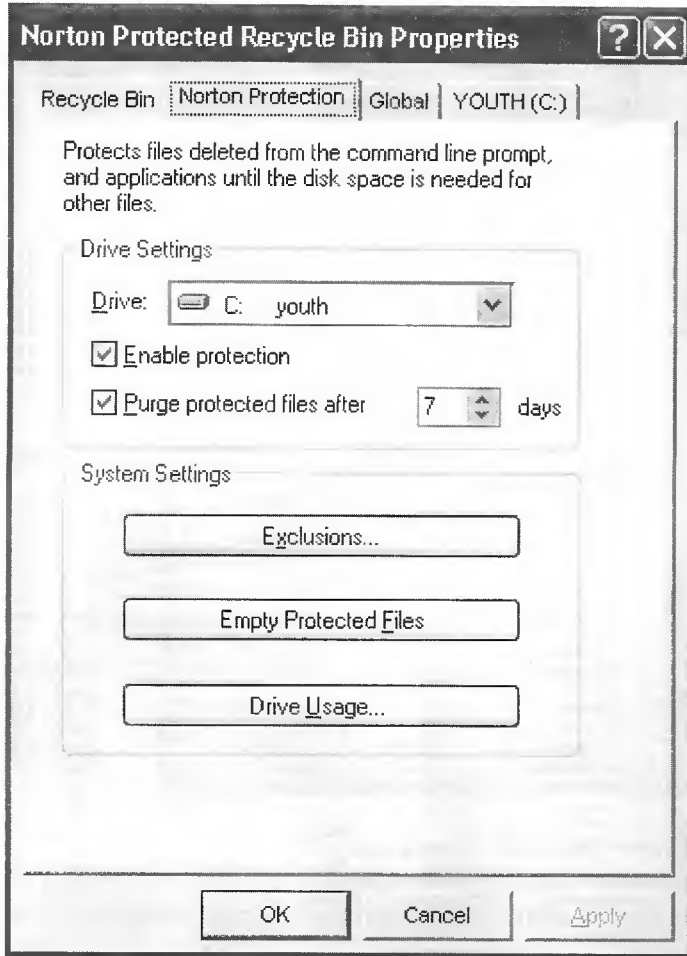 Norton Protected Recycle Bin Properties
Recycle Bin Norton Protection Global YOUTH (C:)
Protects files deleted from the command line prompt,
and applications until the disk space is needed for
other files.
Drive Settings
Drive: C: youth
Enable protection
Purge protected files after 7 days
System Settings
Exclusions...
Empty Protected Files
Drive Usage...
OK Cancel Apply